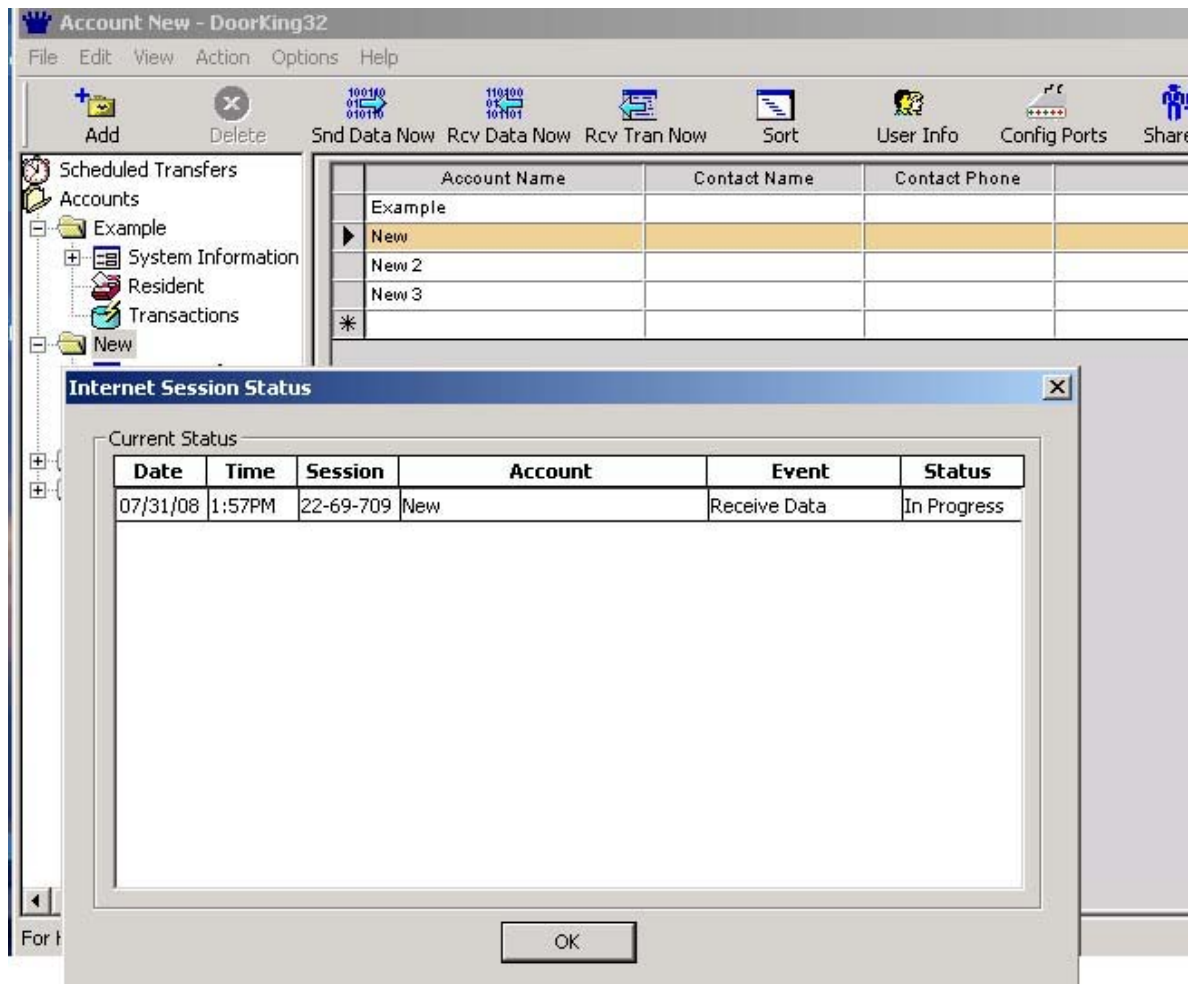 Account New - DoorKing32
File Edit View Action Options Help
Add Delete Snd Data Now Rcv Data Now Rcv Tran Now Sort User Info Config Ports Share
Scheduled Transfers
Accounts
Example
System Information
Resident
Transactions
New
Account Name Contact Name Contact Phone
Example
New
New 2
New 3
Internet Session Status
Current Status
Date Time Session Account Event Status
07/31/08 1:57PM 22-69-709 New Receive Data In Progress
OK
For